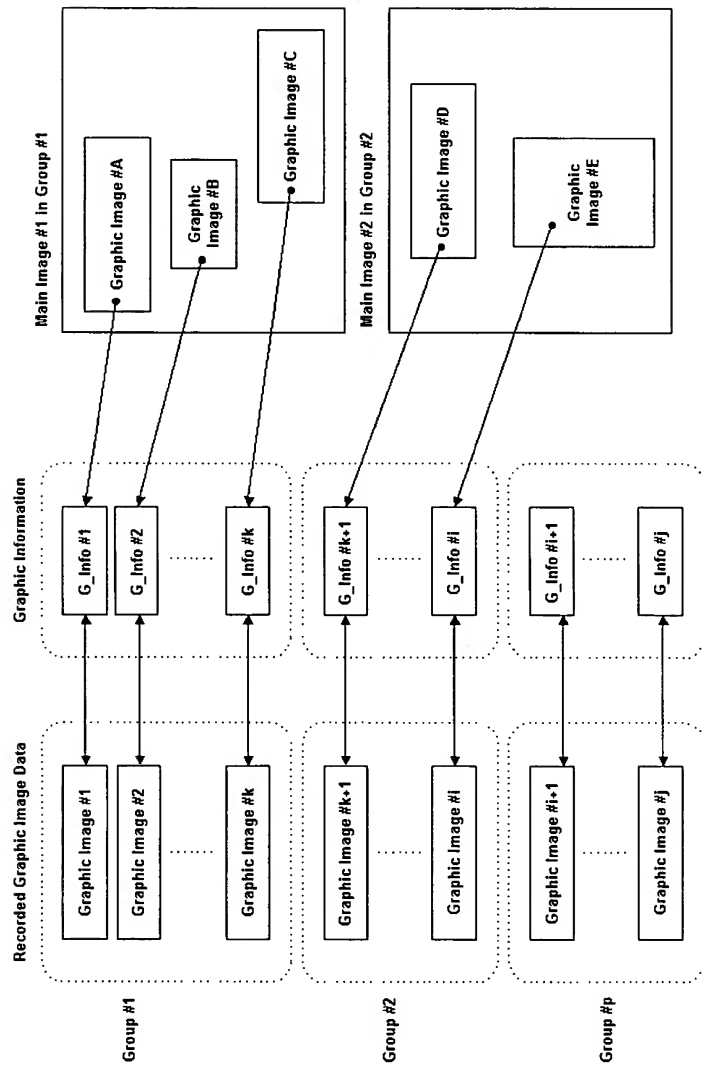 Recorded Graphic Image Data
Graphic Information
Group #1
Graphic Image #1
Graphic Image #2
Graphic Image #k
G_Info #1
G_Info #2
G_Info #k
Main Image #1 in Group #1
Graphic Image #A
Graphic
Image #B
Graphic Image #C
Group #2
Graphic Image #k+1
Graphic Image #i
G_Info #k+1
G_Info #i
Main Image #2 in Group #2
Graphic Image #D
Graphic
Image #E
Group #p
Graphic Image #i+1
Graphic Image #j
G_Info #i+1
G_Info #j